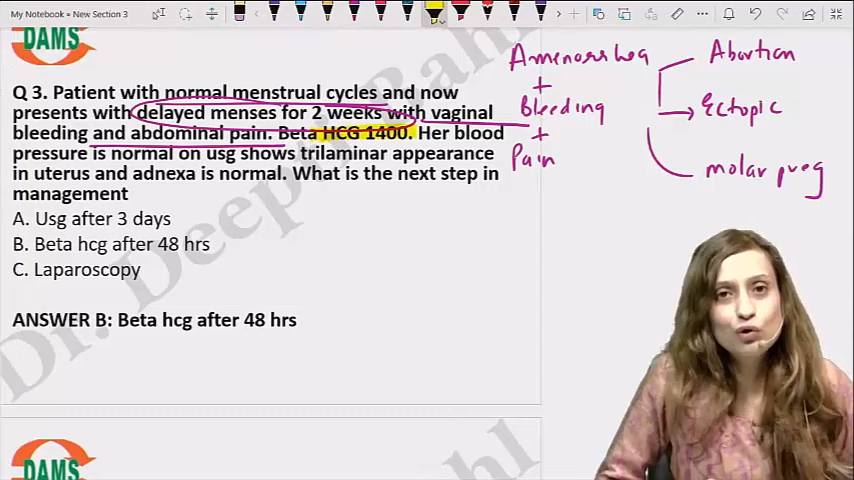 My Notebook » New Section 3
DAMS
Q 3. Patient with normal menstrual cycles and now
presents with delayed menses for 2 weeks with vaginal
bleeding and abdominal pain. Beta HCG 1400. Her blood
pressure is normal on usg shows trilaminar appearance
in uterus and adnexa is normal. What is the next step in
management
A. Usg after 3 days
B. Beta hcg after 48 hrs
C. Laparoscopy
ANSWER B: Beta hcg after 48 hrs
Amenorrhea
+
Bleeding
+
Pain
Abortion
Ectopic
molar preg
DAMS